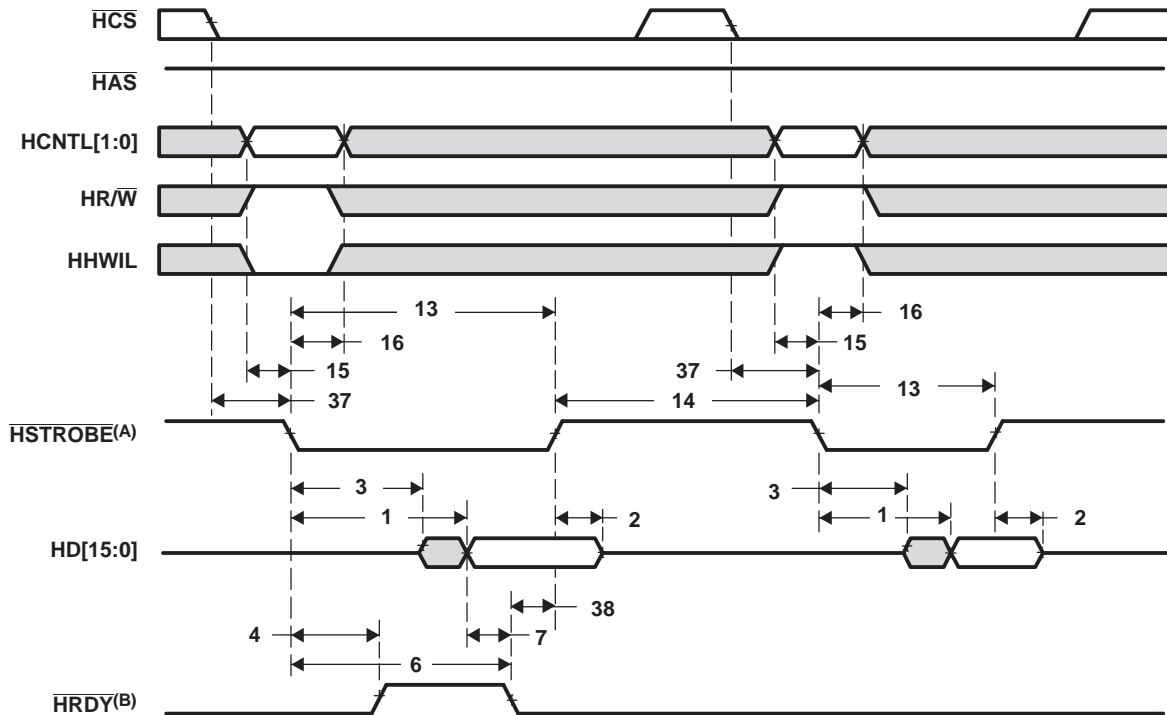 HCS
HAS
HCNTL[1:0]
HR/W
HHWIL
13
16
16
15
15
37
37
13
14
HSTROBE(A)
3
3
1
2
1
2
HD[15:0]
38
4
7
6
HRDY(B)